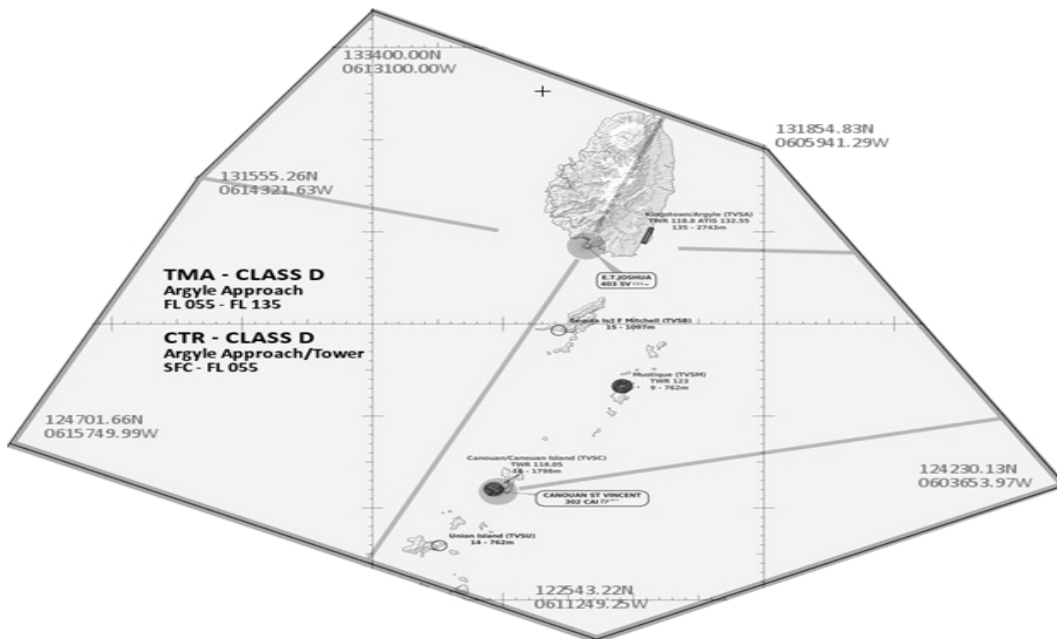 133400.00N
0613100.00W
131854.83N
0605941.29W
131555.26N
0614321.63W
Kingstown/Argyle (TVSA)
TWR 118.8 ATIS 132.55
135 - 2743m
TMA - CLASS D
Argyle Approach
FL 055 - FL 135
E.T.JOSHUA
403 SV
CTR - CLASS D
Argyle Approach/Tower
SFC - FL 055
Mitchell (TVSB)
15 - 1097m
Mustique (TVSM)
TWR 123
9 - 762m
124701.66N
0615749.99W
Canouan/Canouan Island (TVSC)
TWR 118.05
- 1798m
124230.13N
0603653.97W
CANOUAN ST VINCENT
302 CAI
Union Island (TVSU)
14 - 762m
122543.22N
0611249.25W